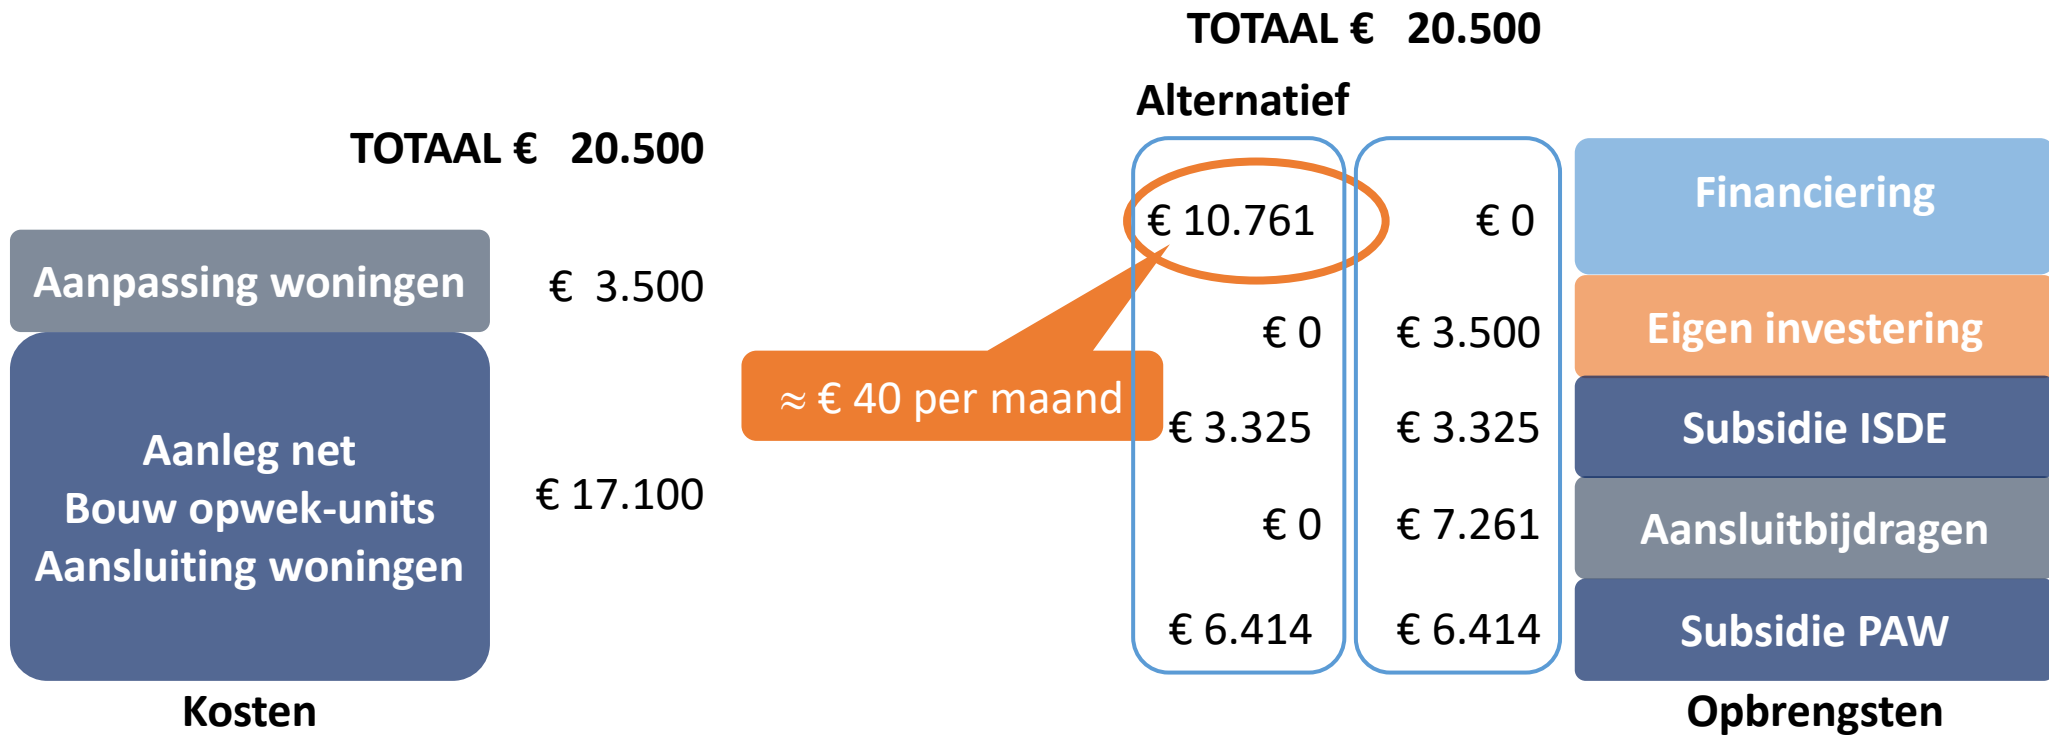 TOTAAL € 20.500
Aanpassing woningen € 3.500
Aanleg net
Bouw opwek-units
Aansluiting woningen
€ 17.100
Kosten
≈ € 40 per maand
TOTAAL € 20.500
Alternatief
€ 10.761 € 0 Financiering
€ 0 € 3.500 Eigen investering
€ 3.325 € 3.325 Subsidie ISDE
€ 0 € 7.261 Aansluitbijdragen
€ 6.414 € 6.414 Subsidie PAW
Opbrengsten